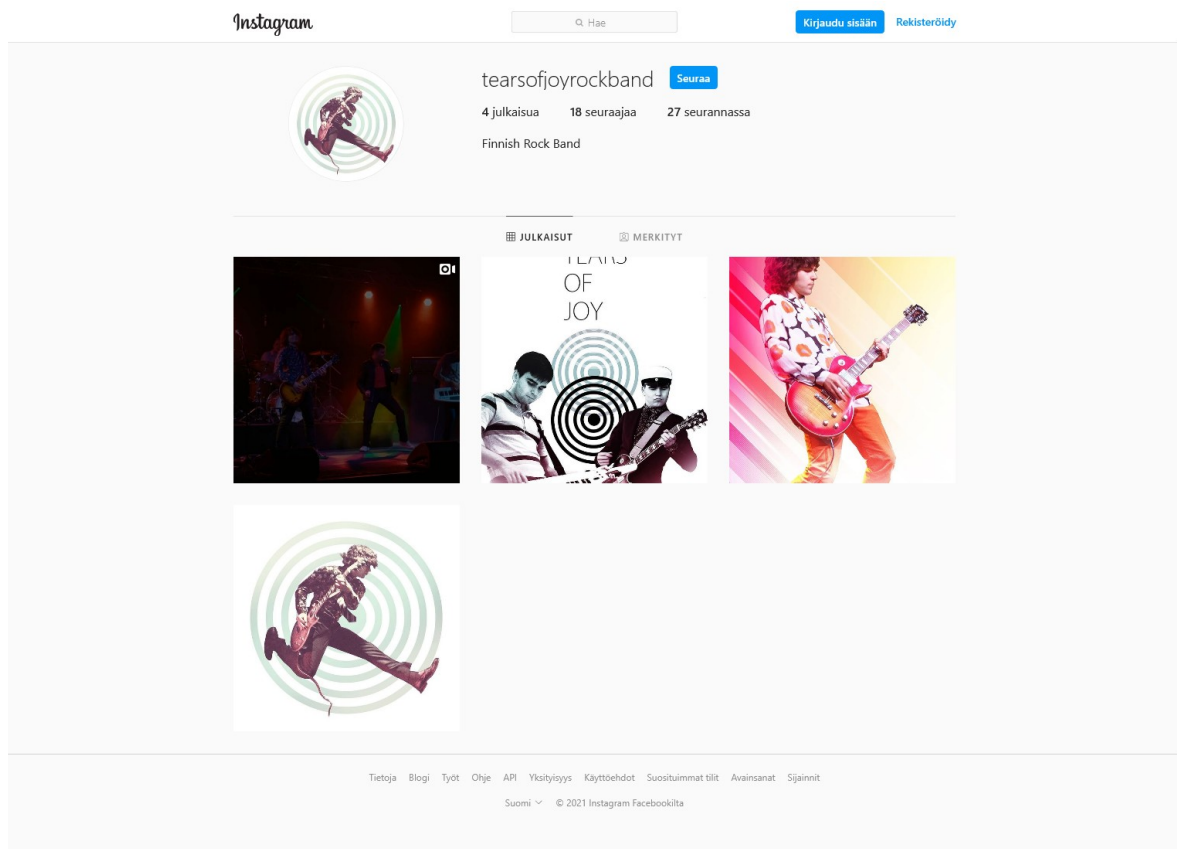 Instagram
Hae
Kirjaudu sisään
Rekisteröidy
tearsofjoyrockband
Seuraa
4 julkaisua 18 seuraajaa 27 seurannassa
Finnish Rock Band
JULKAISUT MERKITYT
TEARS
OF
JOY
Tietoja Blogi Työt Ohje API Yksityisyys Käyttöehdot Suosituimmat tilit Avainsanat Sijainnit
Suomi © 2021 Instagram Facebookilta